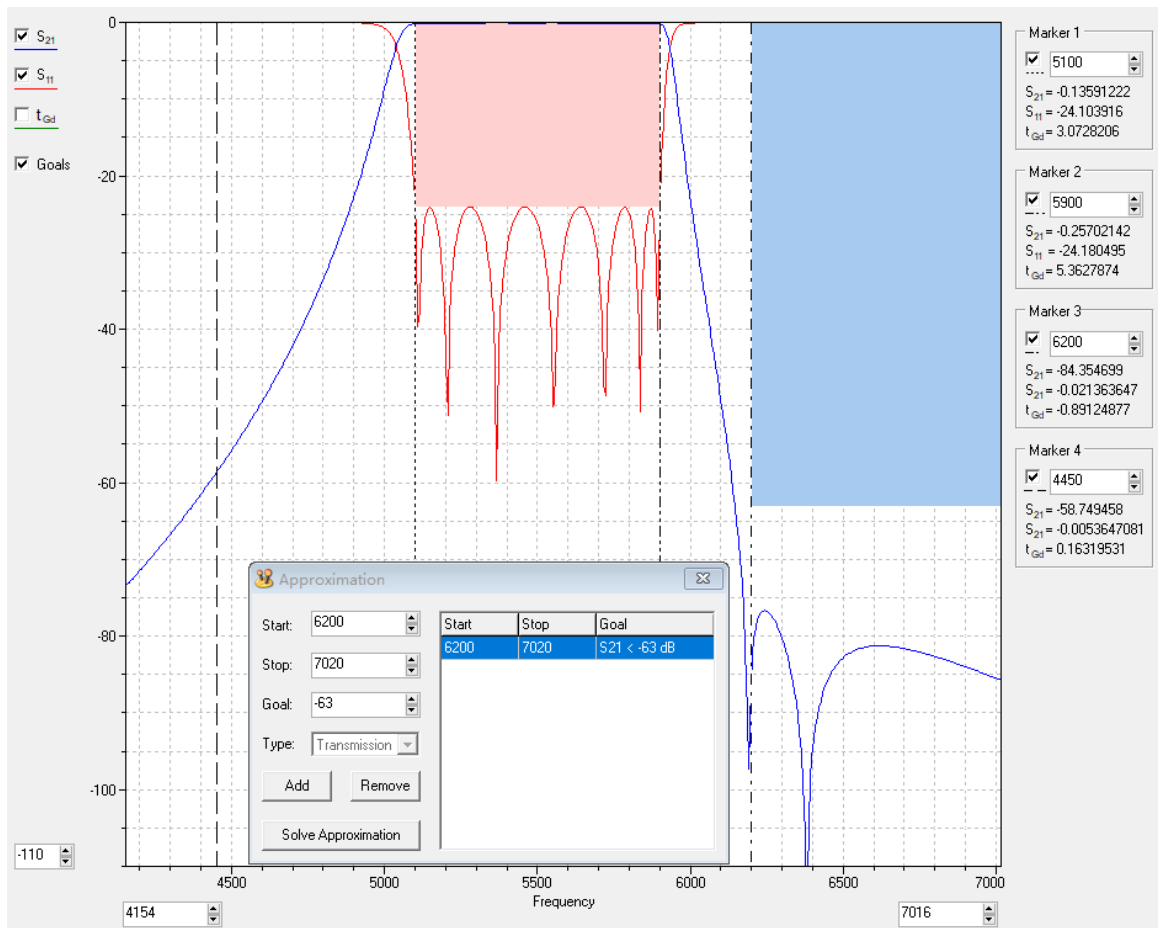 S21
S11
tGd
Goals
0
-20
-40
-60
-80
-100
-110
4500
5000
5500
6000
6500
7000
Frequency
4154
7016
Approximation
Start:
6200
Stop:
7020
Goal:
-63
Type:
Transmission
Add
Remove
Solve Approximation
Start Stop Goal
6200 7020 S21 < -63 dB
Marker 1
5100
S21 = -0.13591222
S11 = -24.103916
tGd = 3.0728206
Marker 2
5900
S21 = -0.25702142
S11 = -24.180495
tGd = 5.3627874
Marker 3
6200
S21 = -84.354699
S21 = -0.021363647
tGd = -0.89124877
Marker 4
4450
S21 = -58.749458
S21 = -0.0053647081
tGd = 0.16319531